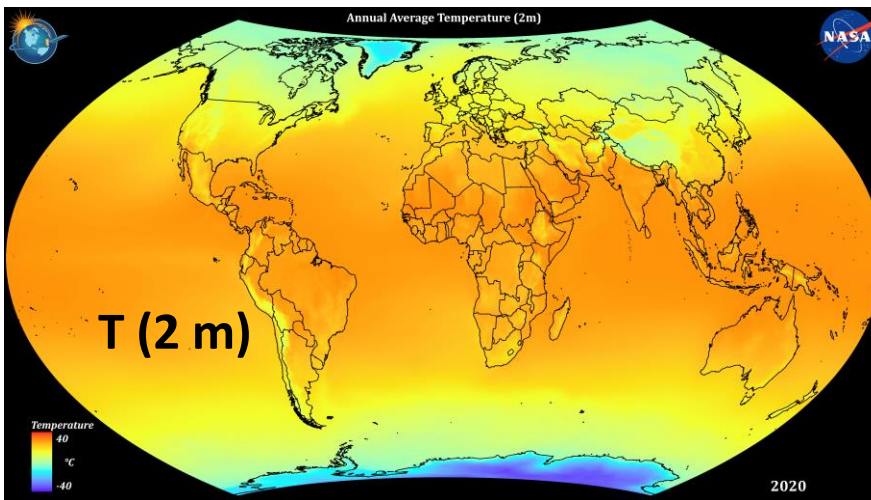 Annual Average Temperature (2m)
NASA
T (2 m)
Temperature
40
°C
-40
2020